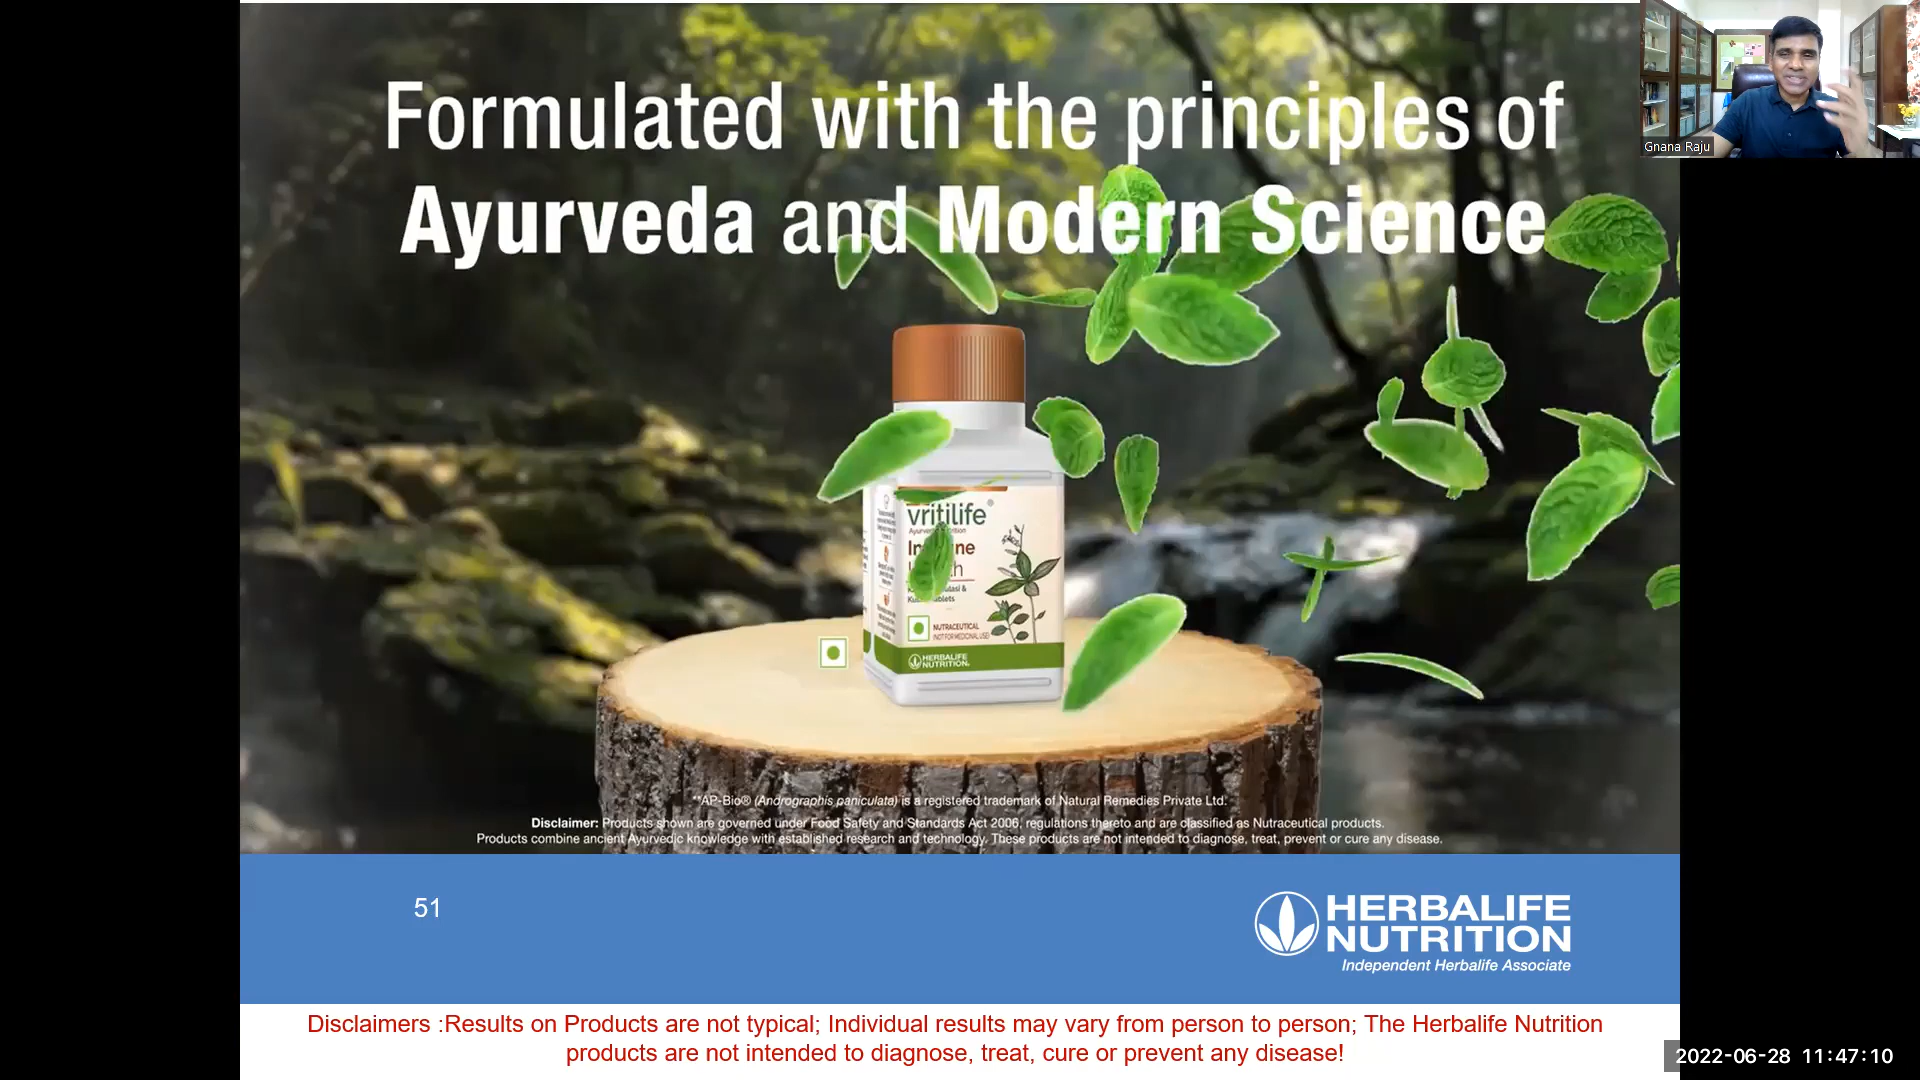 Formulated with the principles of
Ayurveda and Modern Science
Gnana Raju
vritilife®
NUTRACEUTICAL
(NOT FOR MEDICINAL USE)
HERBALIFE
NUTRITION.
**AP-Bio® (Andrographis paniculata) is a registered trademark of Natural Remedies Private Ltd.
Disclaimer: Products shown are governed under Food Safety and Standards Act 2006, regulations thereto and are classified as Nutraceutical products.
Products combine ancient Ayurvedic knowledge with established research and technology. These products are not intended to diagnose, treat, prevent or cure any disease.
51
HERBALIFE
NUTRITION
Independent Herbalife Associate
Disclaimers :Results on Products are not typical; Individual results may vary from person to person; The Herbalife Nutrition
products are not intended to diagnose, treat, cure or prevent any disease!
2022-06-28 11:47:10